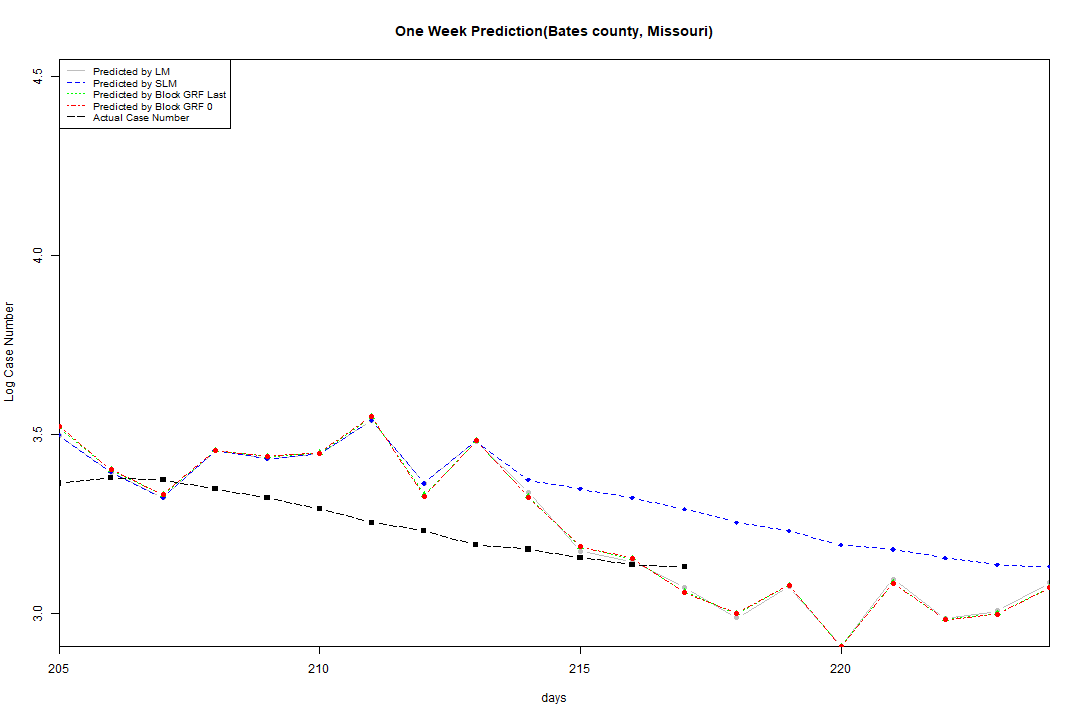 One Week Prediction(Bates county, Missouri)
Predicted by LM
Predicted by SLM
Predicted by Block GRF Last
Predicted by Block GRF 0
Actual Case Number
4.5
4.0
3.5
3.0
Log Case Number
205
210
215
220
days